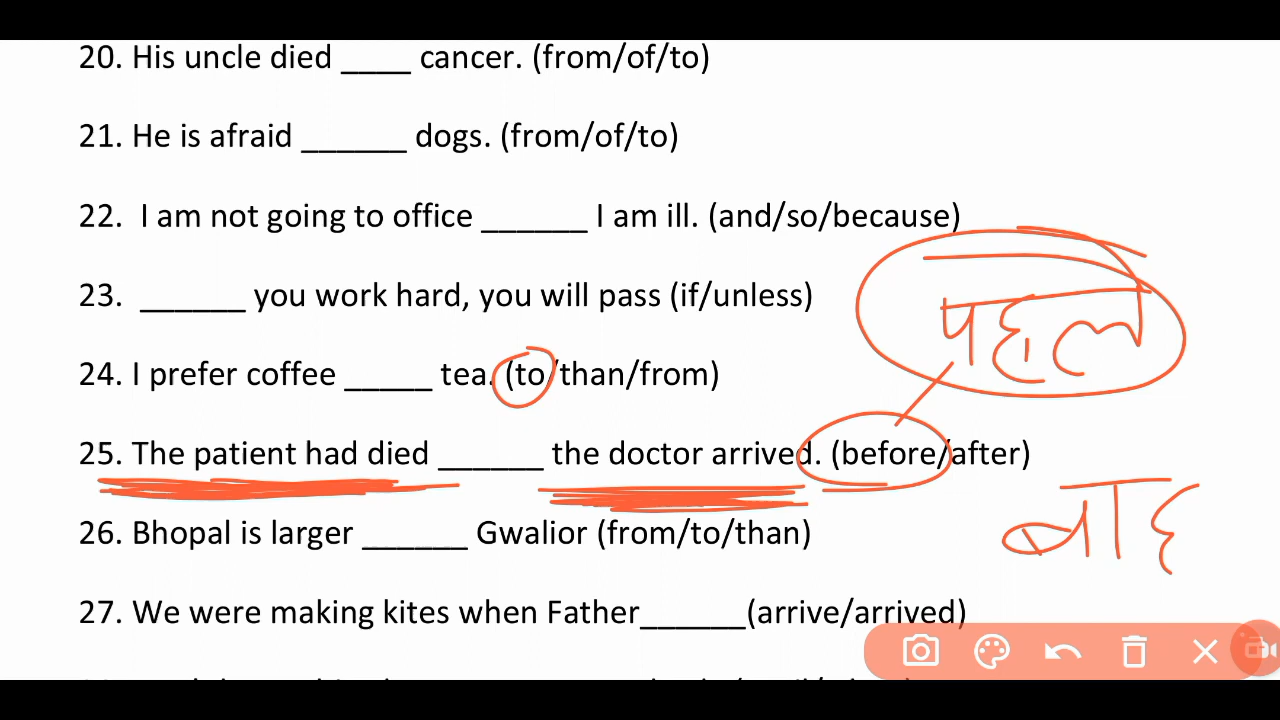 20. His uncle died ____ cancer. (from/of/to)
21. He is afraid ______ dogs. (from/of/to)
22. I am not going to office ______ I am ill. (and/so/because)
23. ______ you work hard, you will pass (if/unless)
पहले
24. I prefer coffee _____ tea. (to/than/from)
25. The patient had died ______ the doctor arrived. (before/after)
बाद
26. Bhopal is larger ______ Gwalior (from/to/than)
27. We were making kites when Father______(arrive/arrived)